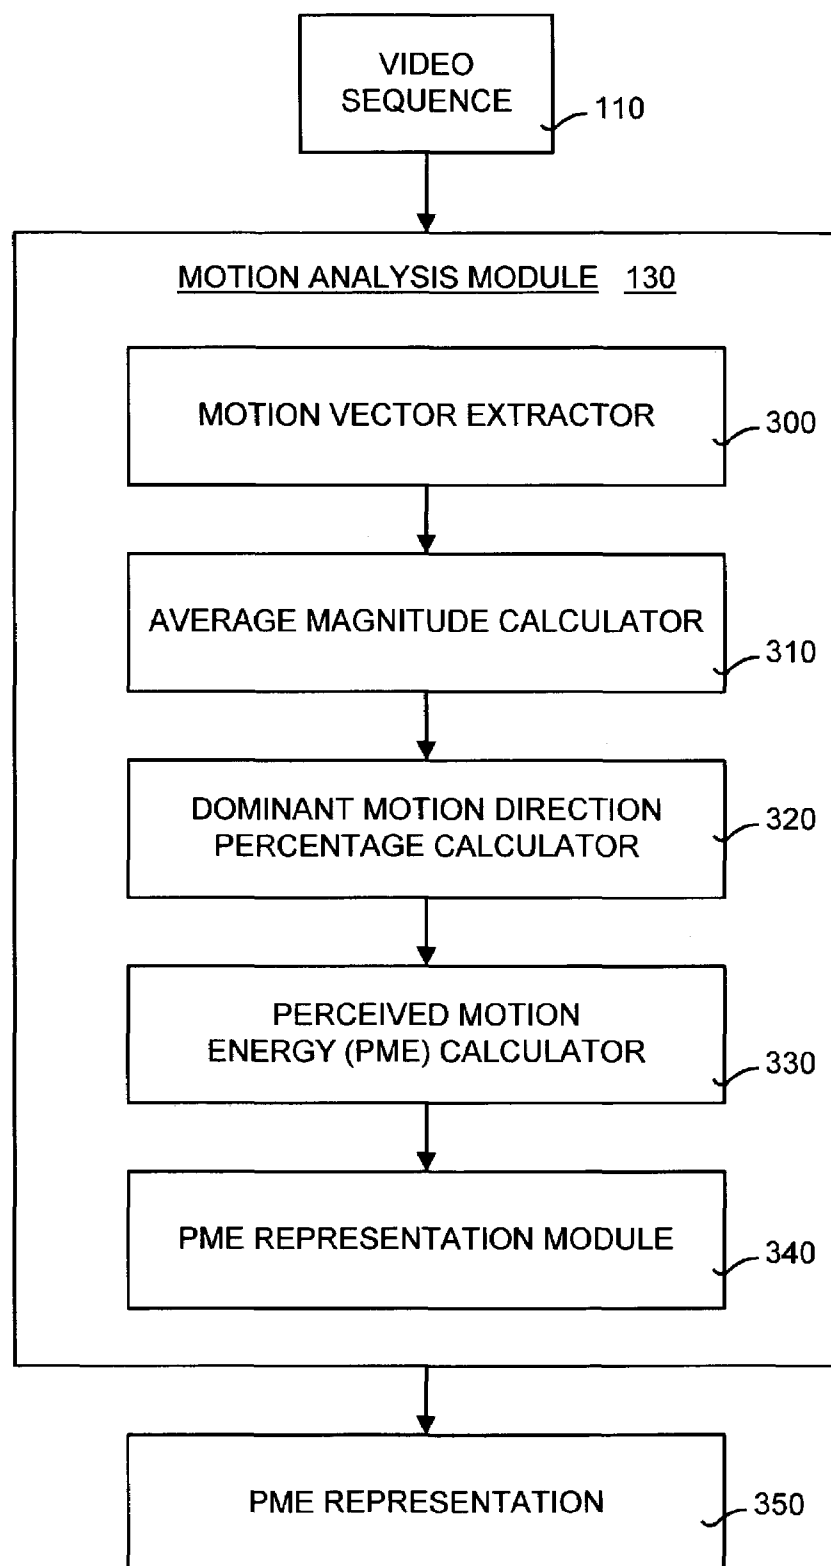 VIDEO
SEQUENCE
110
MOTION ANALYSIS MODULE 130
MOTION VECTOR EXTRACTOR
300
AVERAGE MAGNITUDE CALCULATOR
310
DOMINANT MOTION DIRECTION
PERCENTAGE CALCULATOR
320
PERCEIVED MOTION
ENERGY (PME) CALCULATOR
330
PME REPRESENTATION MODULE
340
PME REPRESENTATION
350